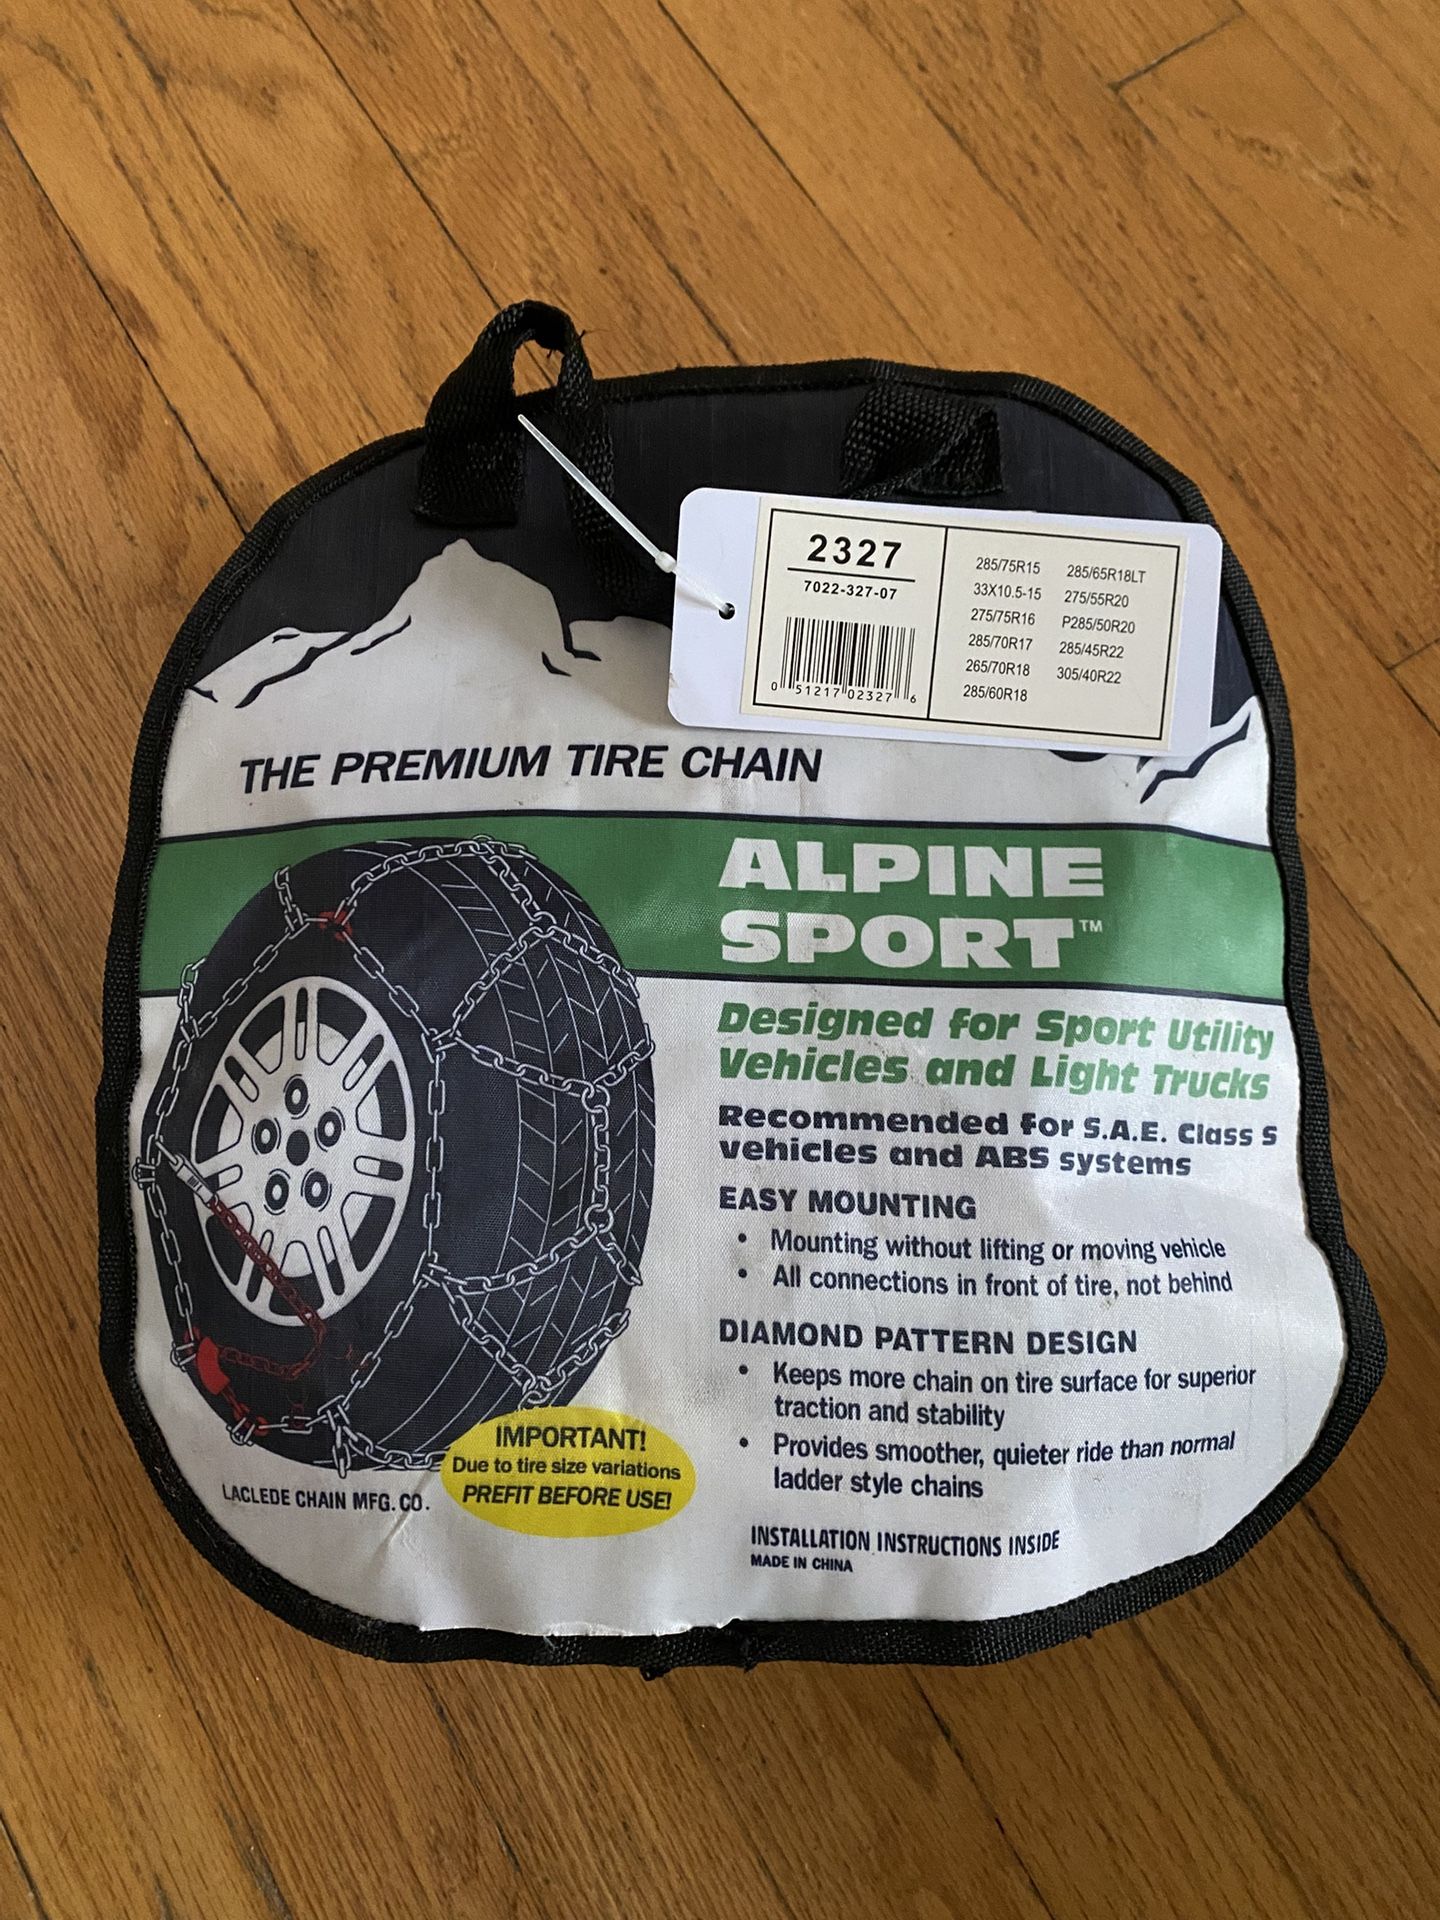 2327
7022-327-07
0 51217 02327 6
285/75R15
33X10.5-15
275/75R16
285/70R17
265/70R18
285/60R18
285/65R18LT
275/55R20
P285/50R20
285/45R22
305/40R22
THE PREMIUM TIRE CHAIN
ALPINE
SPORT™
Designed for Sport Utility
Vehicles and Light Trucks
Recommended for S.A.E. Class S
vehicles and ABS systems
EASY MOUNTING
• Mounting without lifting or moving vehicle
• All connections in front of tire, not behind
DIAMOND PATTERN DESIGN
• Keeps more chain on tire surface for superior
traction and stability
• Provides smoother, quieter ride than normal
ladder style chains
IMPORTANT!
Due to tire size variations
PREFIT BEFORE USE!
LACLEDE CHAIN MFG. CO.
INSTALLATION INSTRUCTIONS INSIDE
MADE IN CHINA